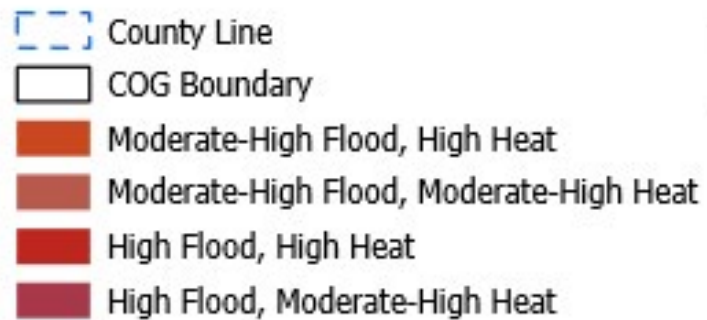 County Line
COG Boundary
Moderate-High Flood, High Heat
Moderate-High Flood, Moderate-High Heat
High Flood, High Heat
High Flood, Moderate-High Heat